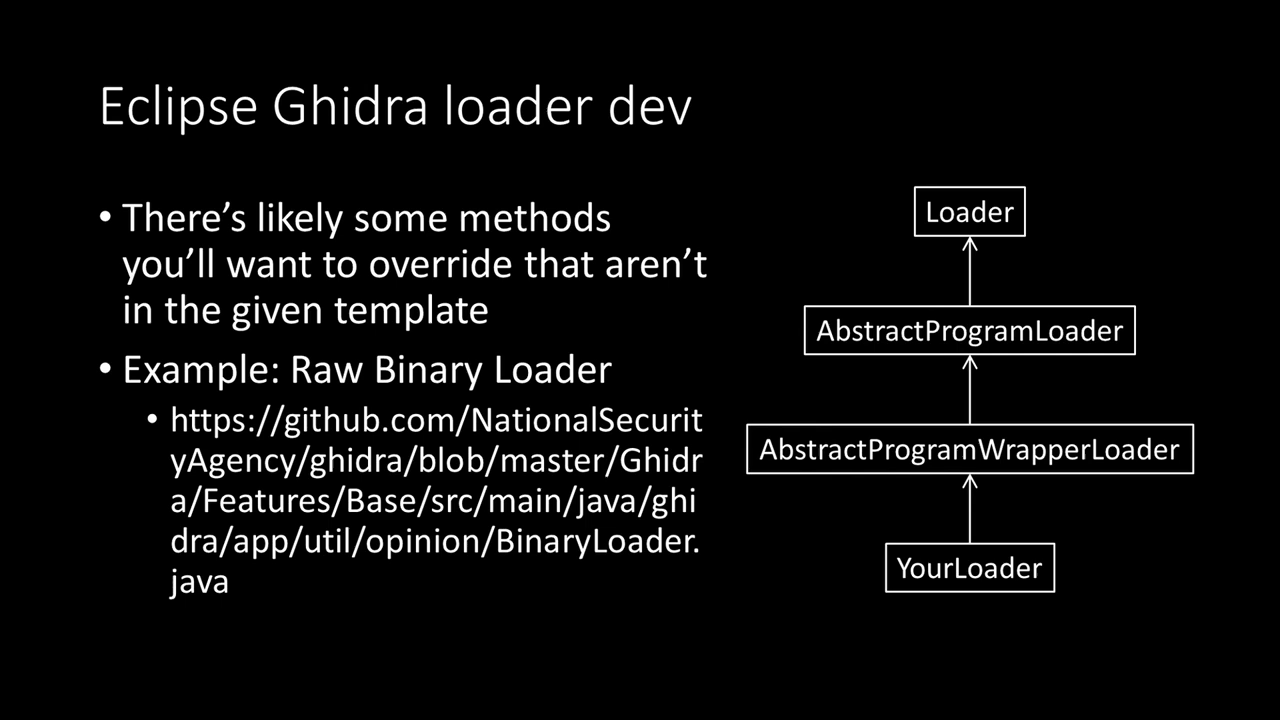 Eclipse Ghidra loader dev
• There’s likely some methods
you’ll want to override that aren’t
in the given template
• Example: Raw Binary Loader
• https://github.com/NationalSecurit
yAgency/ghidra/blob/master/Ghidr
a/Features/Base/src/main/java/ghi
dra/app/util/opinion/BinaryLoader.
java
Loader
AbstractProgramLoader
AbstractProgramWrapperLoader
YourLoader